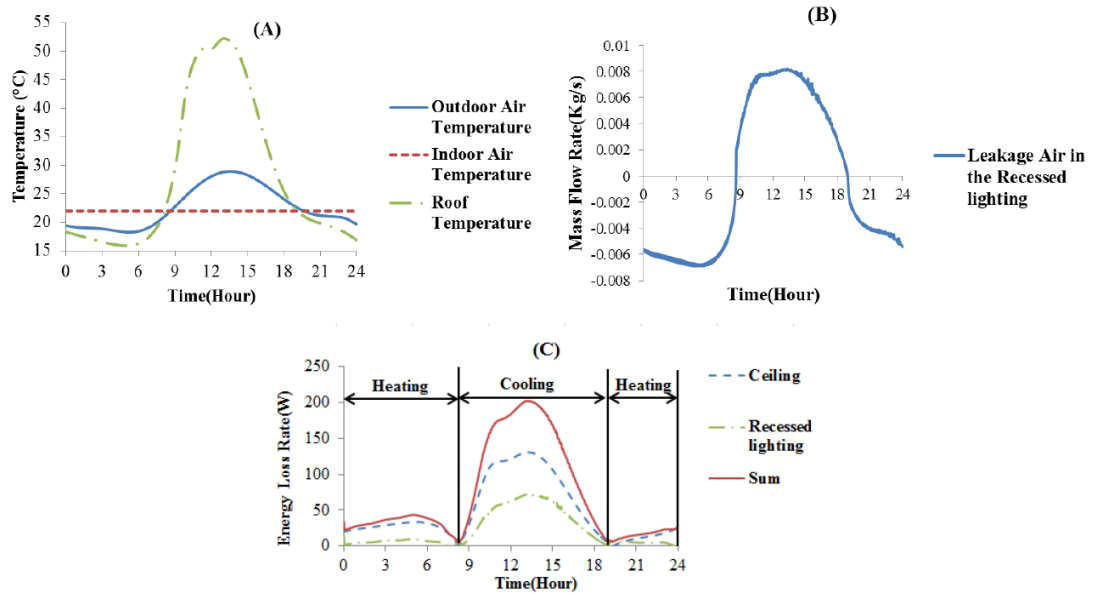 (A)
55
50
45
40
35
30
25
20
15
Temperature (°C)
0 3 6 9 12 15 18 21 24
Time(Hour)
Outdoor Air
Temperature
Indoor Air
Temperature
Roof
Temperature
(B)
0.01
0.008
0.006
0.004
0.002
0
-0.002
-0.004
-0.006
-0.008
Mass Flow Rate(Kg/s)
0 3 6 9 12 15 18 21 24
Time(Hour)
Leakage Air in
the Recessed
lighting
(C)
250
200
150
100
50
0
Energy Loss Rate(W)
Heating Cooling Heating
0 3 6 9 12 15 18 21 24
Time(Hour)
Ceiling
Recessed
lighting
Sum